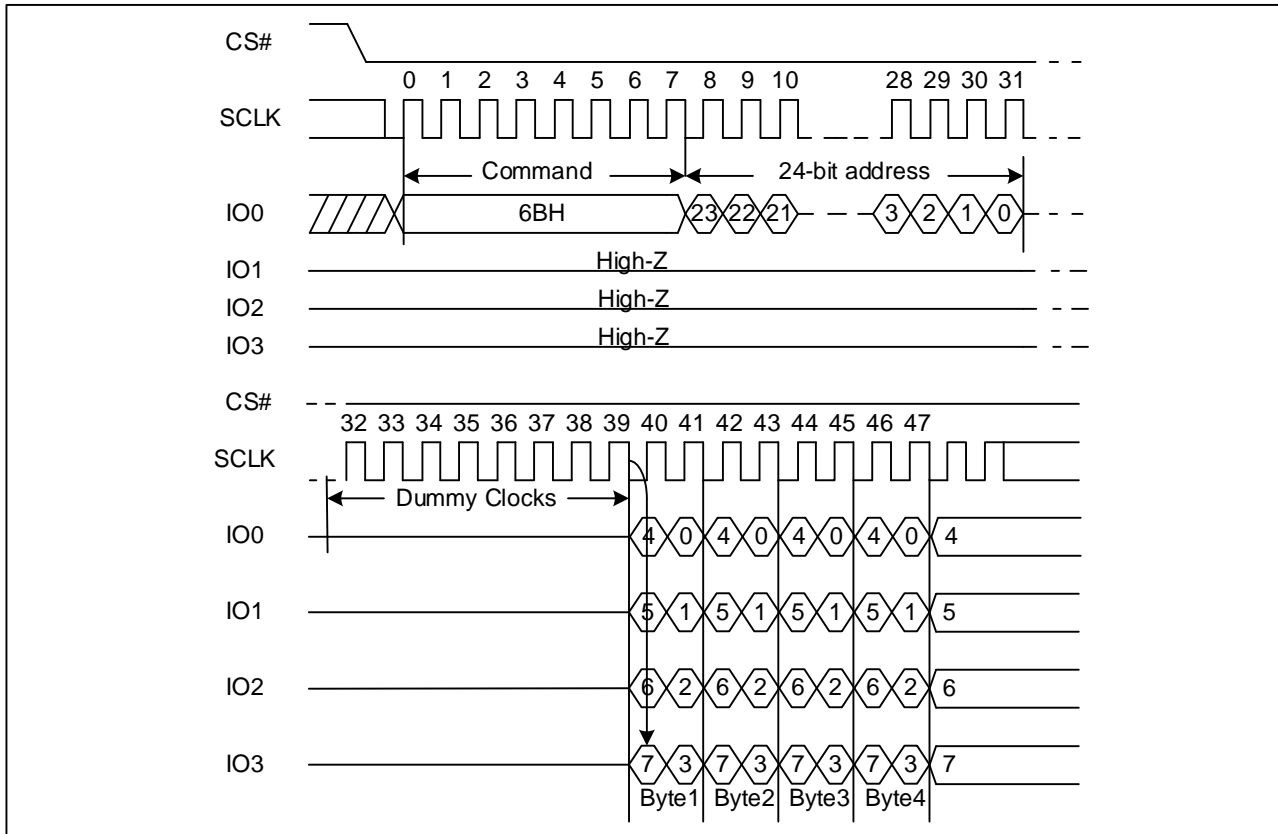 CS#
0 1 2 3 4 5 6 7 8 9 10 28 29 30 31
SCLK
Command 24-bit address
IO0 6BH 23 22 21 3 2 1 0
High-Z
IO1
High-Z
IO2
High-Z
IO3
CS#
32 33 34 35 36 37 38 39 40 41 42 43 44 45 46 47
SCLK
Dummy Clocks
IO0 4 0 4 0 4 0 4 0 4
IO1 5 1 5 1 5 1 5 1 5
IO2 6 2 6 2 6 2 6 2 6
IO3 7 3 7 3 7 3 7 3 7
Byte1 Byte2 Byte3 Byte4